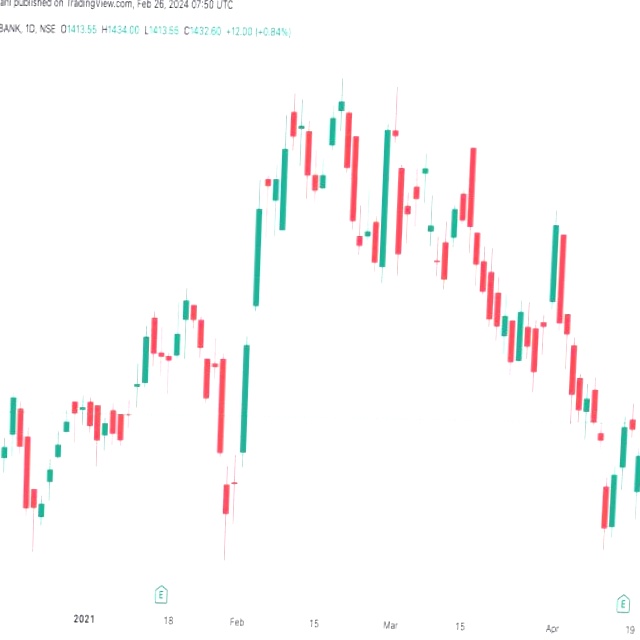 published on TradingView.com, Feb 26, 2024 07:50 UTC
BANK, 1D, NSE O1413.55 H1434.00 L1413.55 C1432.60 +12.00 (+0.84%)
E
E
2021 18 Feb 15 Mar 15 Apr 19